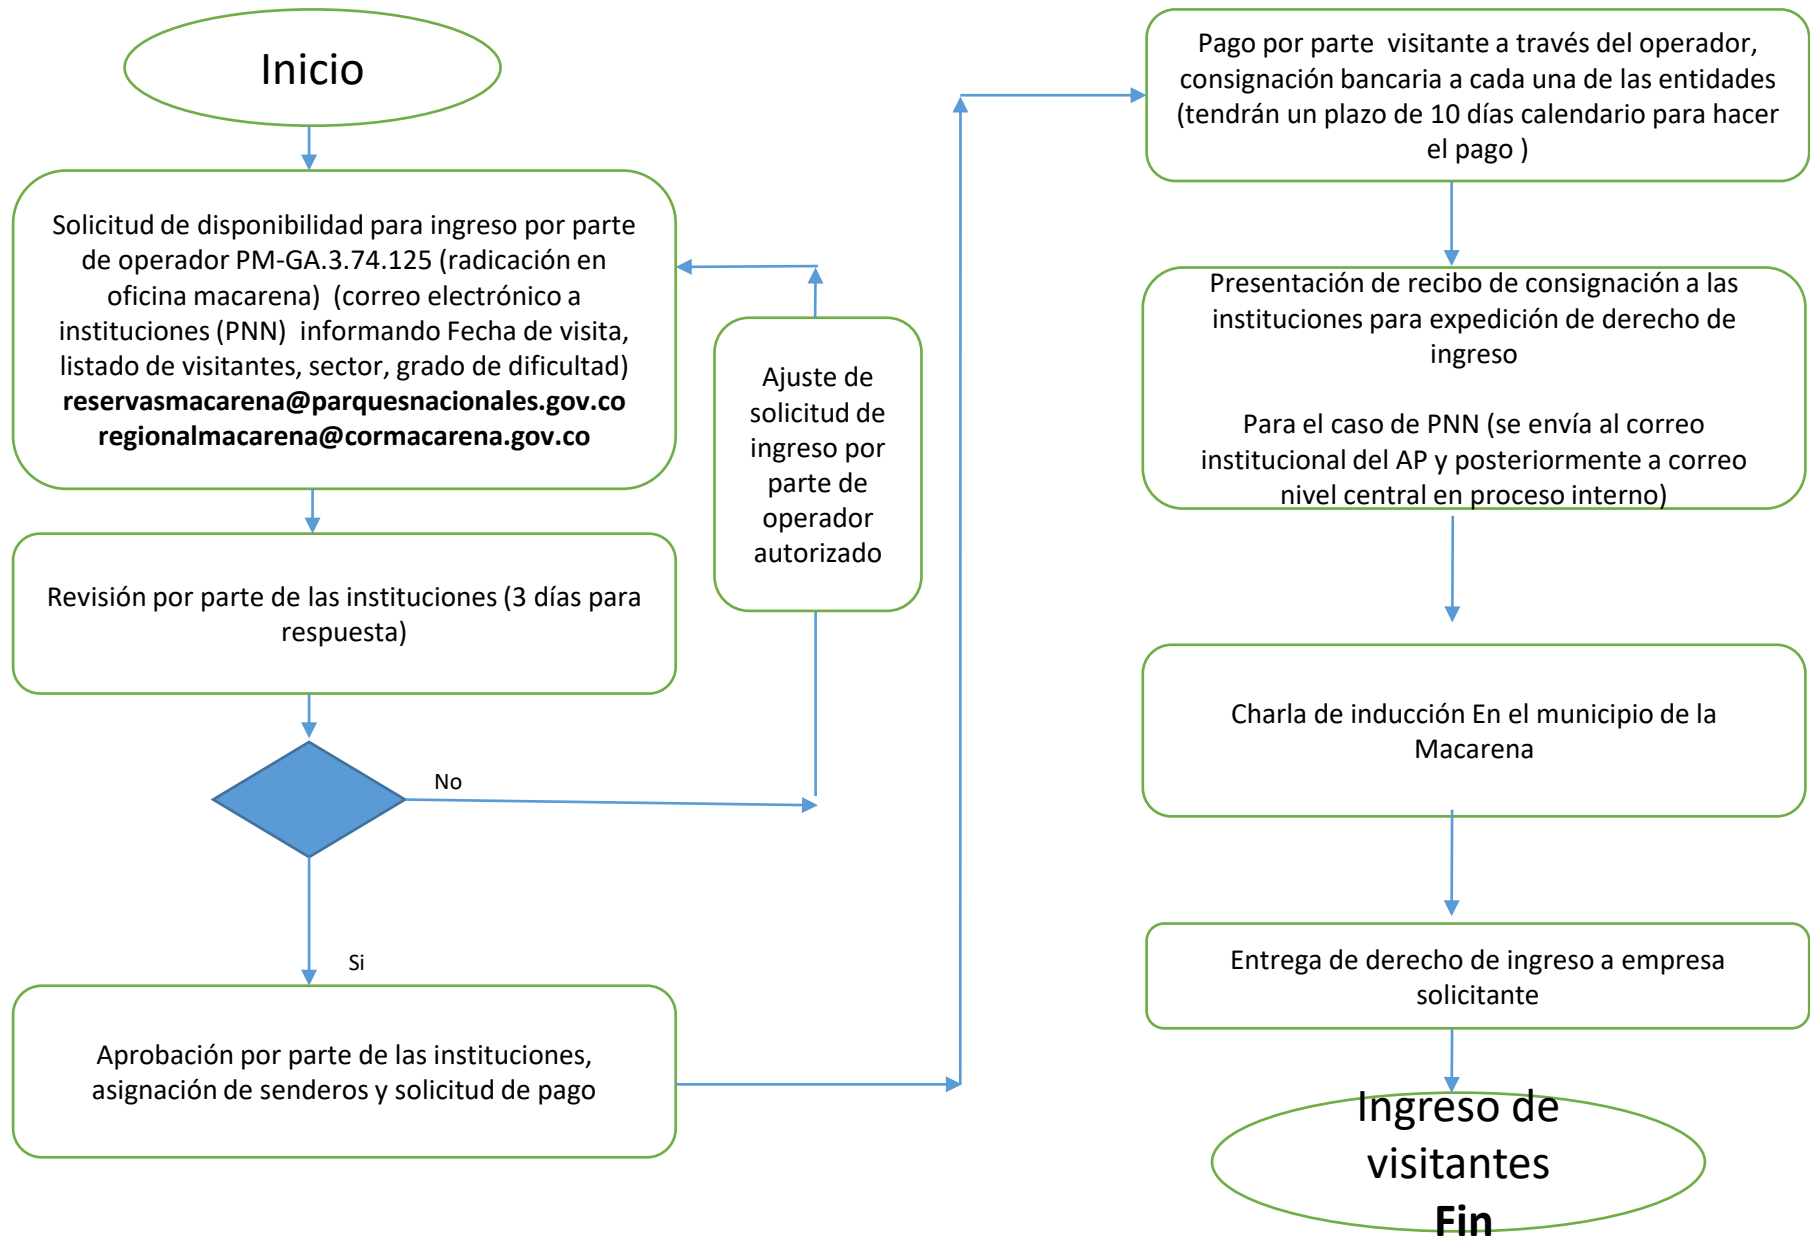 Inicio
Solicitud de disponibilidad para ingreso por parte
de operador PM-GA.3.74.125 (radicación en
oficina macarena) (correo electrónico a
instituciones (PNN) informando Fecha de visita,
listado de visitantes, sector, grado de dificultad)
reservasmacarena@parquesnacionales.gov.co
regionalmacarena@cormacarena.gov.co
Revisión por parte de las instituciones (3 días para
respuesta)
No
Ajuste de
solicitud de
ingreso por
parte de
operador
autorizado
Si
Aprobación por parte de las instituciones,
asignación de senderos y solicitud de pago
Pago por parte visitante a través del operador,
consignación bancaria a cada una de las entidades
(tendrán un plazo de 10 días calendario para hacer
el pago )
Presentación de recibo de consignación a las
instituciones para expedición de derecho de
ingreso
Para el caso de PNN (se envía al correo
institucional del AP y posteriormente a correo
nivel central en proceso interno)
Charla de inducción En el municipio de la
Macarena
Entrega de derecho de ingreso a empresa
solicitante
Ingreso de
visitantes
Fin